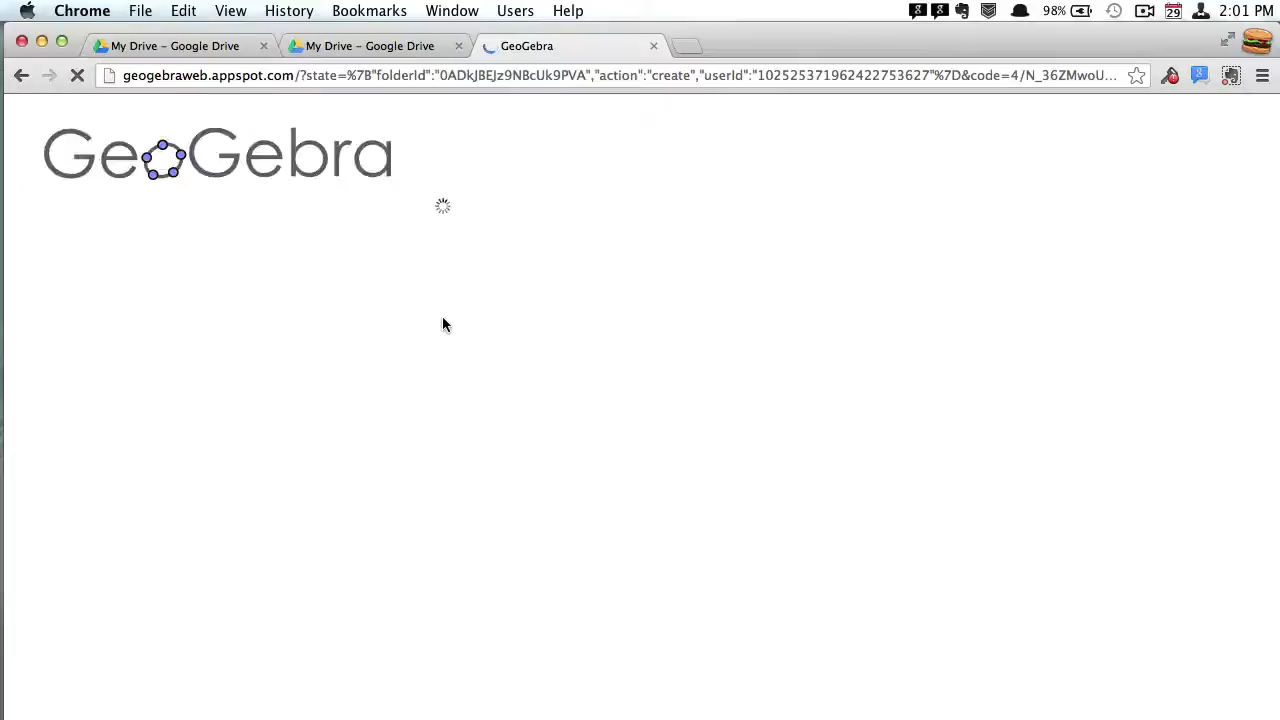 Chrome File Edit View History Bookmarks Window Users Help 98% 29 2:01 PM
My Drive – Google Drive My Drive – Google Drive GeoGebra
geogebraweb.appspot.com/?state=%7B"folderId":"0ADkJBEJz9NBcUk9PVA","action":"create","userId":"102525371962422753627"%7D&code=4/N_36ZMwoU...
GeoGebra